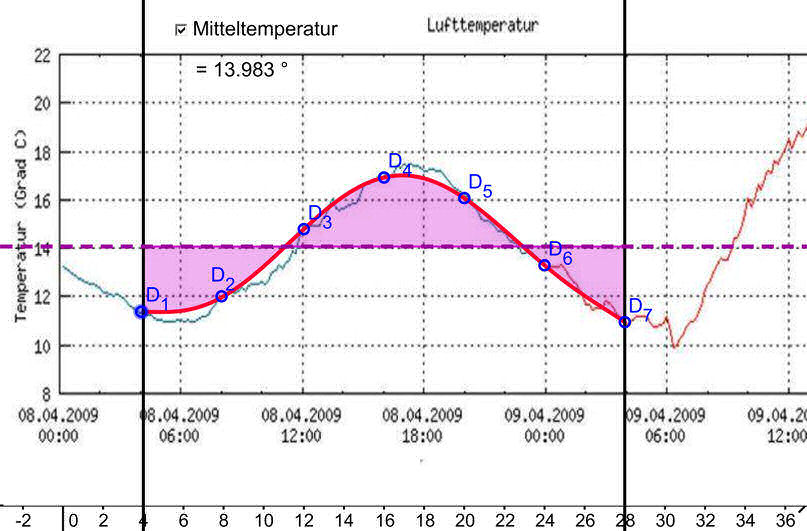 Lufttemperatur
Mitteltemperatur
= 13.983 °
Temperatur (Grad C)
22
20
18
16
14
12
10
8
D1
D2
D3
D4
D5
D6
D7
08.04.2009 08.04.2009 08.04.2009 08.04.2009 09.04.2009 09.04.2009 09.04.20
00:00 06:00 12:00 18:00 00:00 06:00 12:00
-2 0 2 4 6 8 10 12 14 16 18 20 22 24 26 28 30 32 34 36